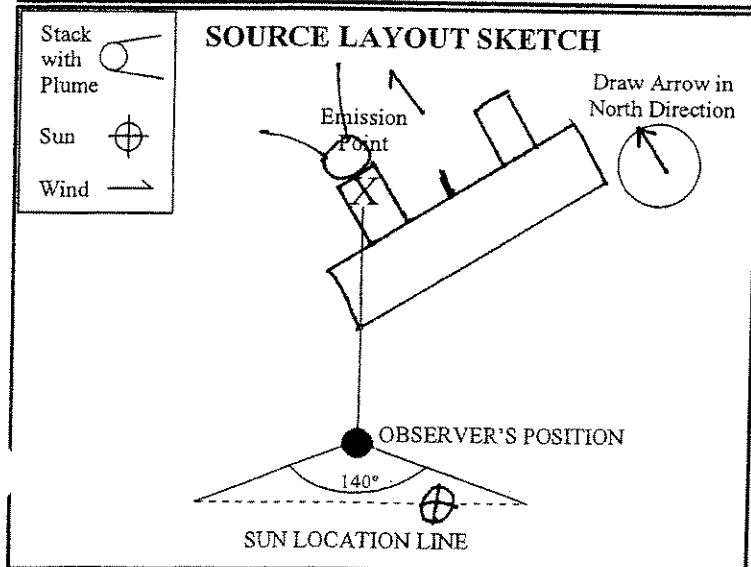 SOURCE LAYOUT SKETCH
Stack
with
Plume
Sun
Wind
Emission
Point
X
Draw Arrow in
North Direction
OBSERVER'S POSITION
140°
SUN LOCATION LINE